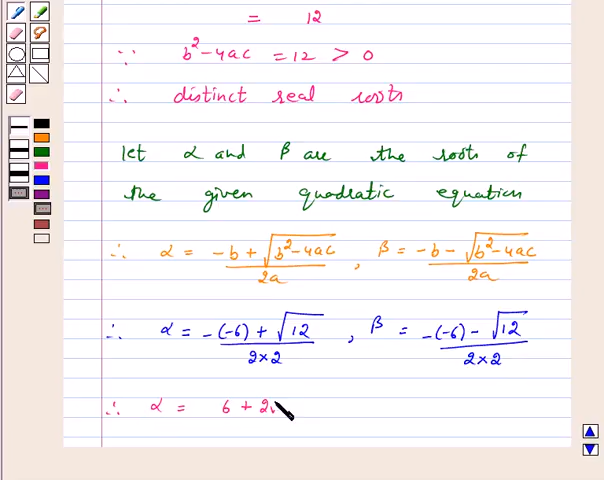 = 12
∵ b²-4ac = 12 > 0
∴ distinct real roots
let α and β are the roots of
the given quadratic equation
∴ α = (-b + √(b²-4ac))/2a , β = (-b - √(b²-4ac))/2a
∴ α = (-(-6) + √12)/(2×2) , β = (-(-6) - √12)/(2×2)
∴ α = 6 + 2